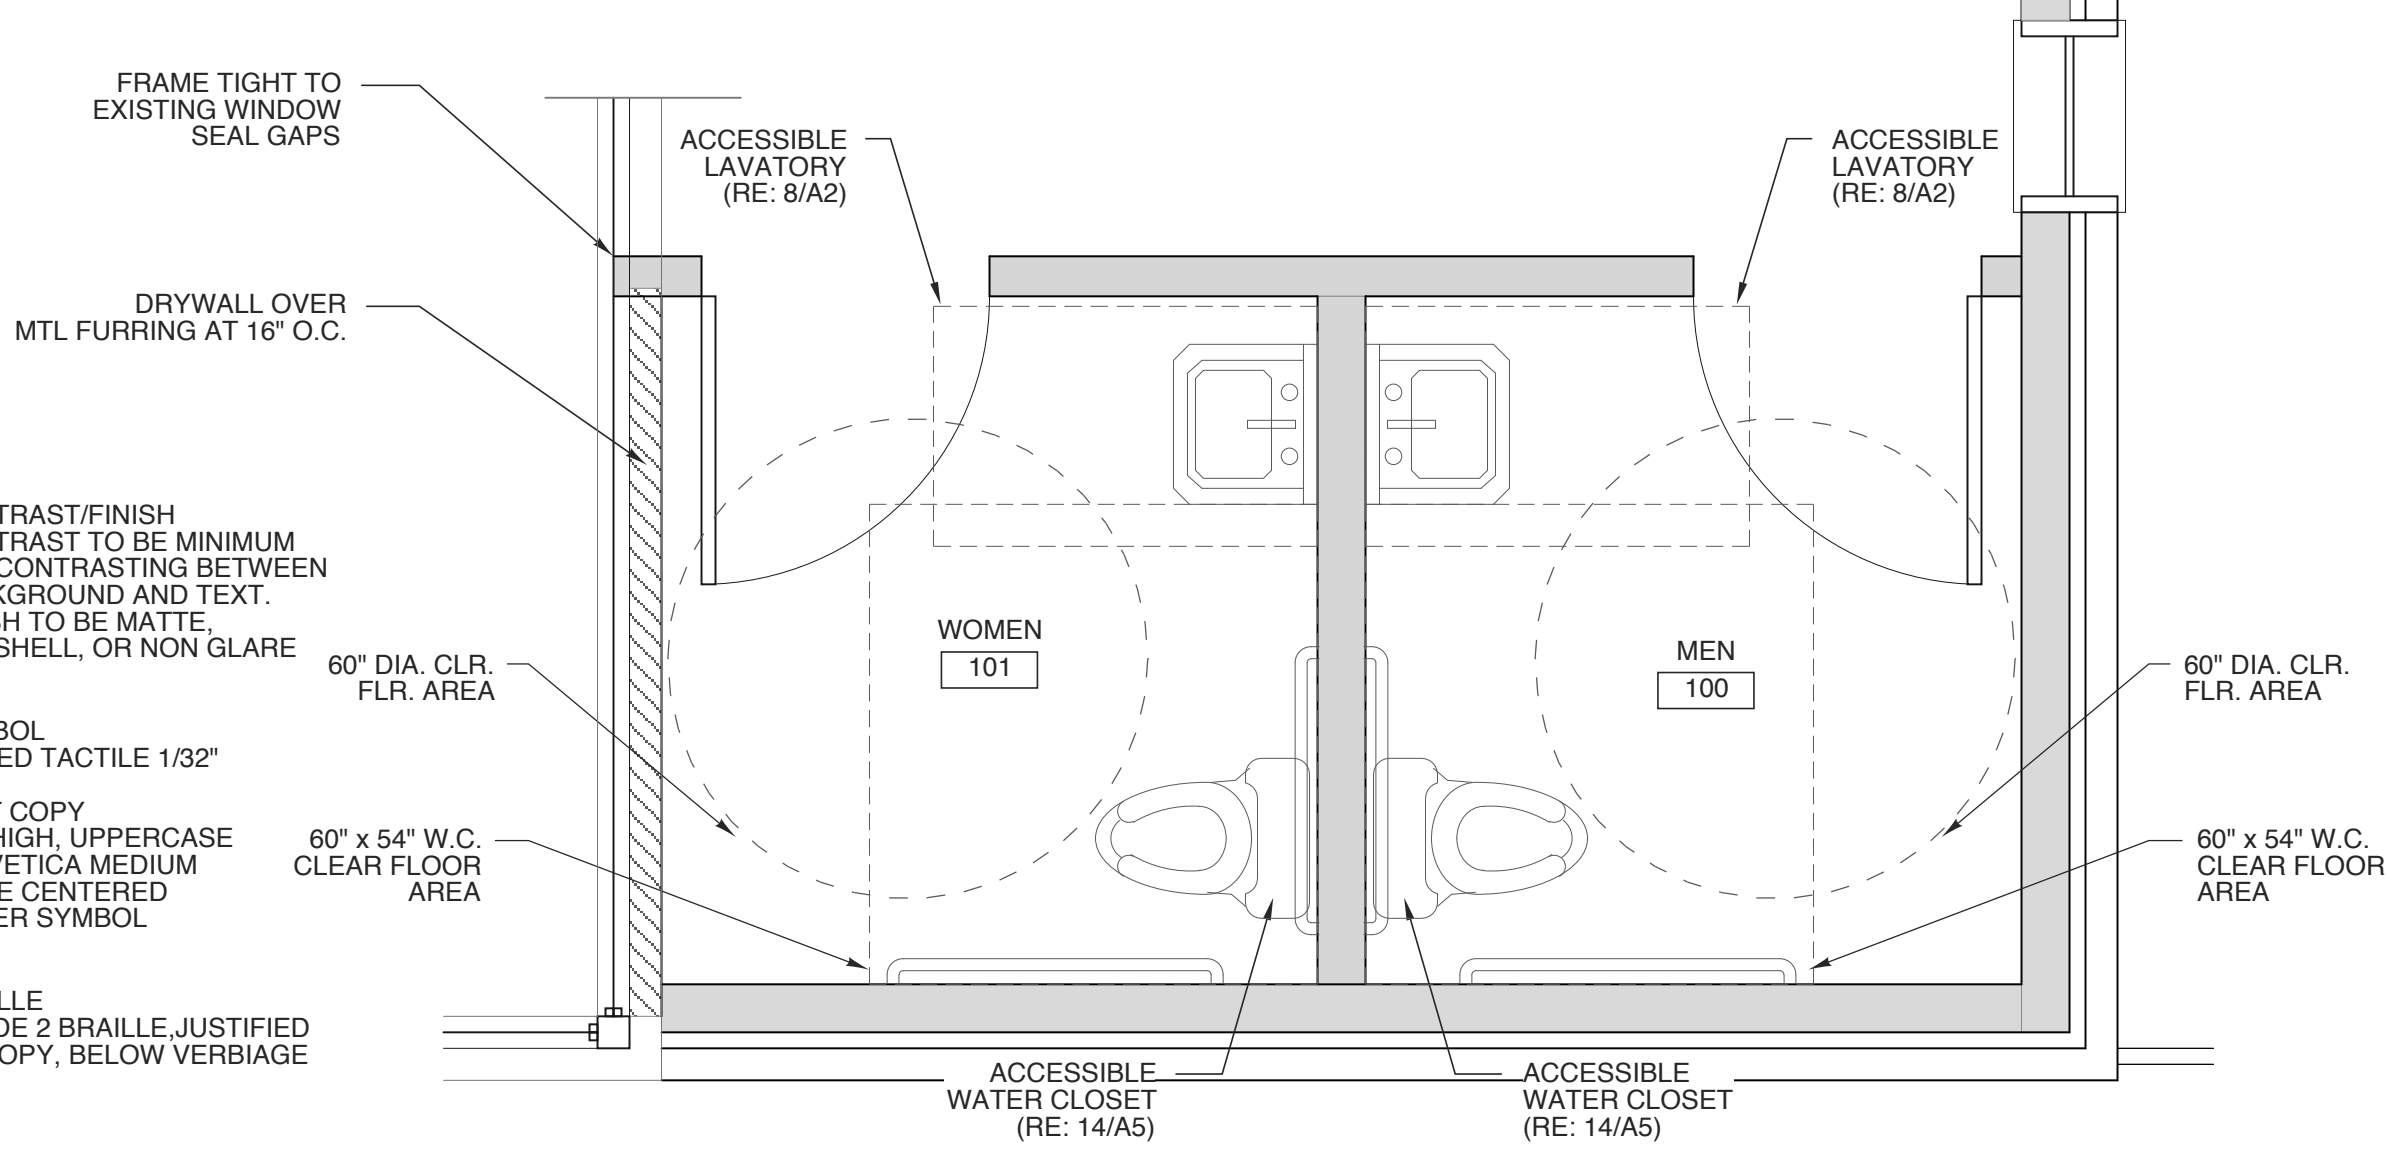 FRAME TIGHT TO
EXISTING WINDOW
SEAL GAPS
ACCESSIBLE
LAVATORY
(RE: 8/A2)
ACCESSIBLE
LAVATORY
(RE: 8/A2)
DRYWALL OVER
MTL FURRING AT 16" O.C.
TRAST/FINISH
TRAST TO BE MINIMUM
CONTRASTING BETWEEN
KGROUND AND TEXT.
SH TO BE MATTE,
SHELL, OR NON GLARE
60" DIA. CLR.
FLR. AREA
WOMEN
101
MEN
100
60" DIA. CLR.
FLR. AREA
BOL
ED TACTILE 1/32"
T COPY
HIGH, UPPERCASE
VETICA MEDIUM
E CENTERED
ER SYMBOL
60" x 54" W.C.
CLEAR FLOOR
AREA
60" x 54" W.C.
CLEAR FLOOR
AREA
LLE
DE 2 BRAILLE,JUSTIFIED
OPY, BELOW VERBIAGE
ACCESSIBLE
WATER CLOSET
(RE: 14/A5)
ACCESSIBLE
WATER CLOSET
(RE: 14/A5)